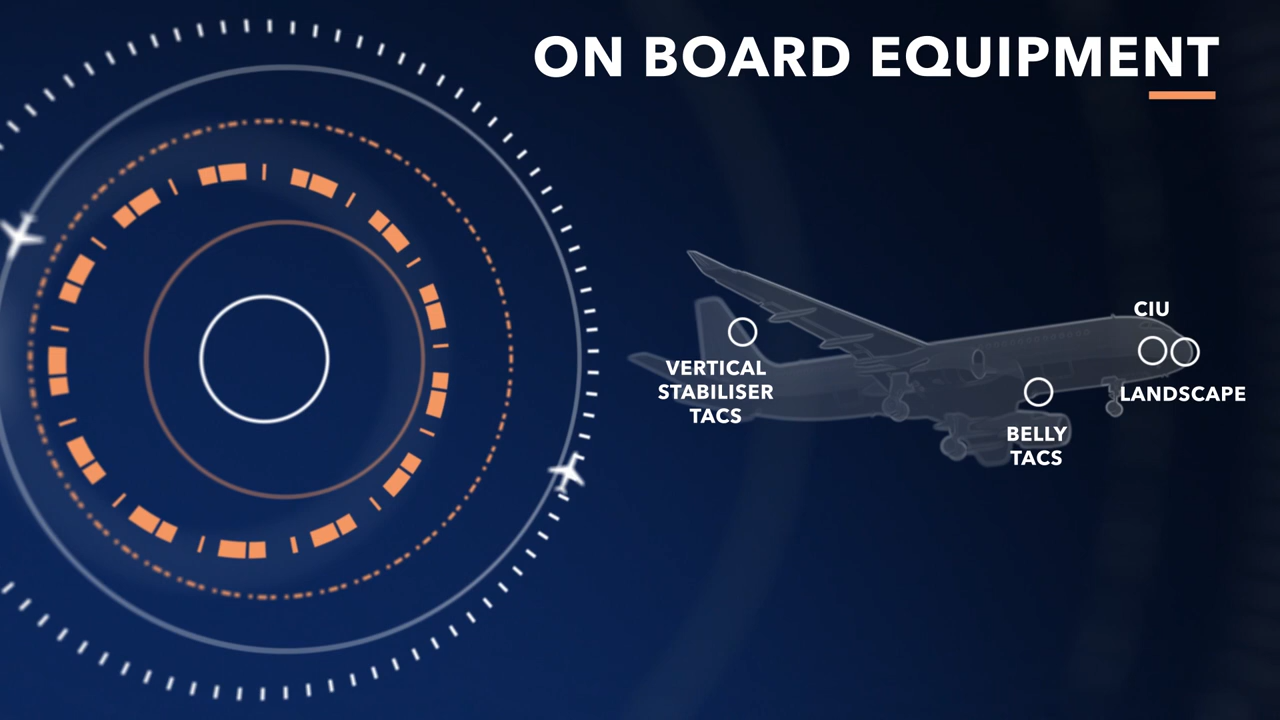 ON BOARD EQUIPMENT
CIU
VERTICAL
STABILISER
TACS
LANDSCAPE
BELLY
TACS